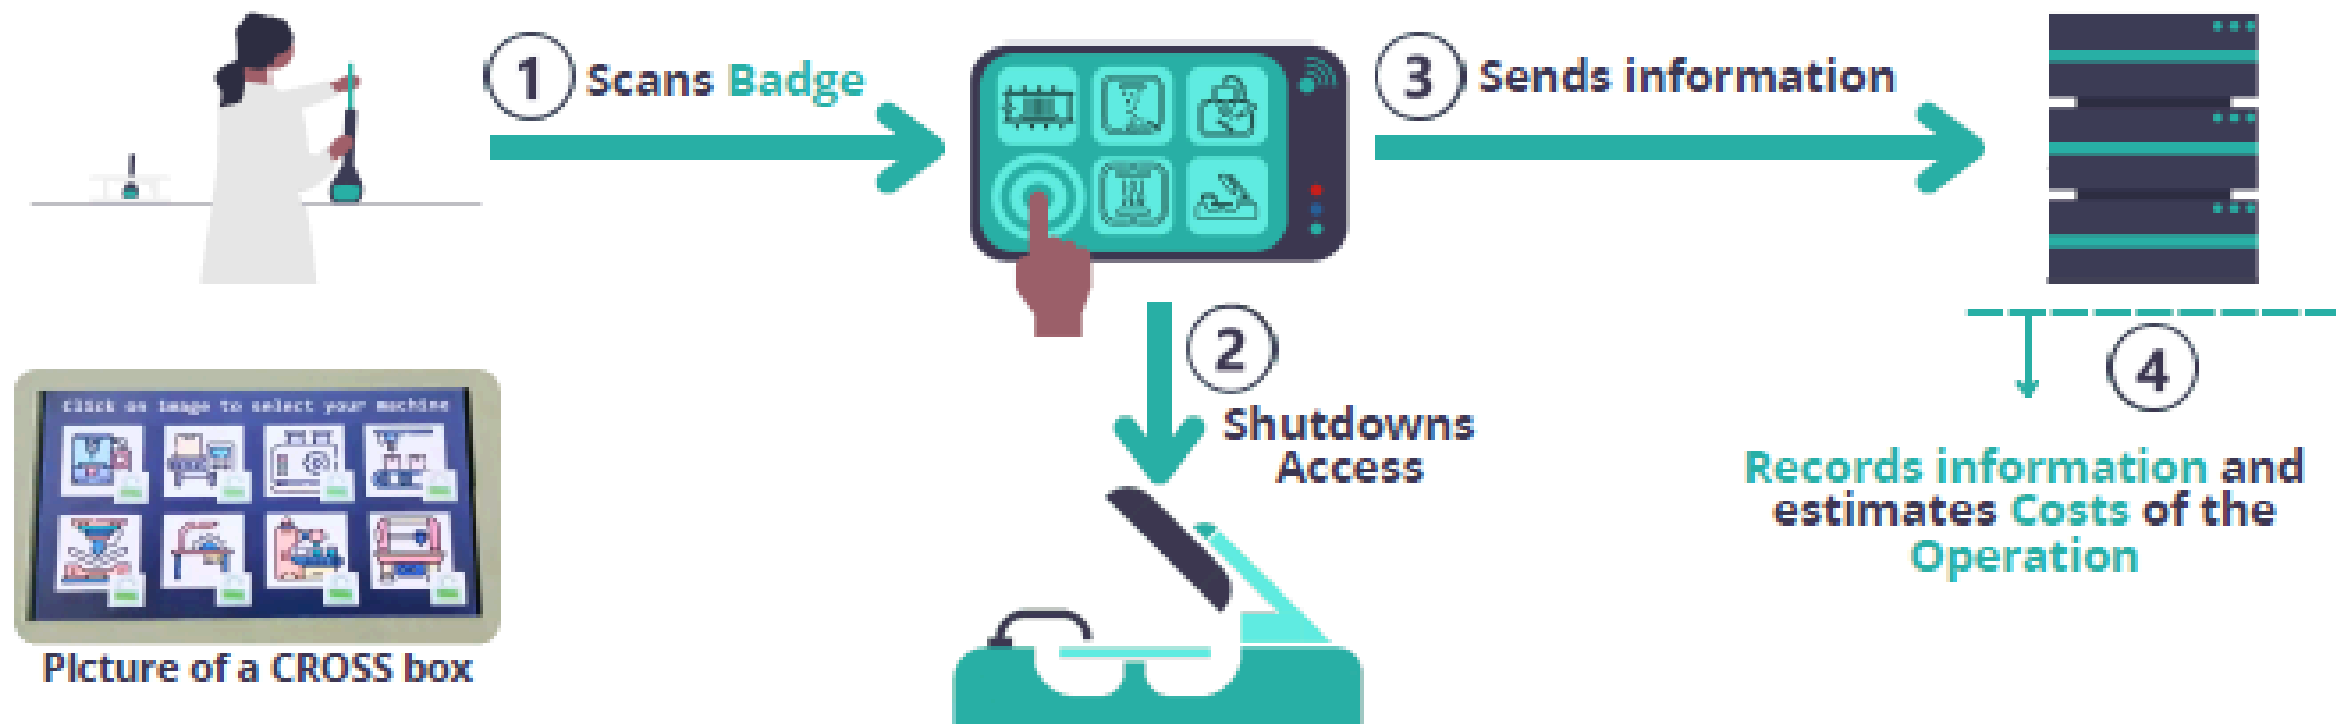 1 Scans Badge
3 Sends information
2
Shutdowns
Access
4
Records information and
estimates Costs of the
Operation
Click on image to select your machine
Picture of a CROSS box